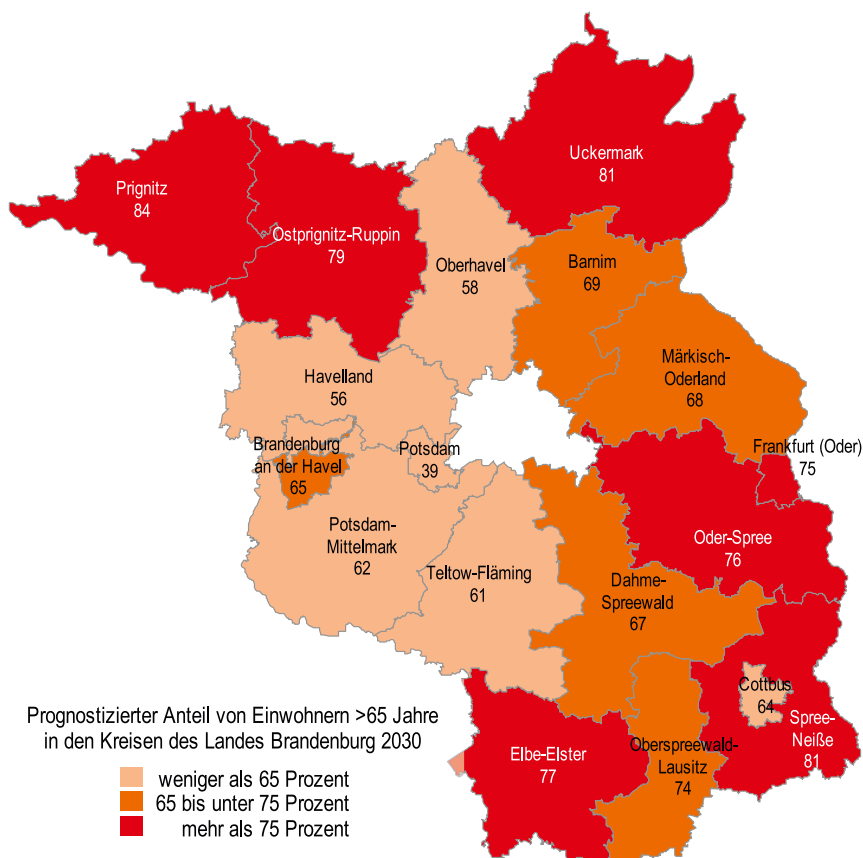 Uckermark
81
Prignitz
84
Ostprignitz-Ruppin
79
Oberhavel
58
Barnim
69
Märkisch-
Oderland
68
Havelland
56
Brandenburg
an der Havel
65
Potsdam
39
Frankfurt (Oder)
75
Potsdam-
Mittelmark
62
Teltow-Fläming
61
Oder-Spree
76
Dahme-
Spreewald
67
Cottbus
64
Spree-
Neiße
81
Elbe-Elster
77
Oberspreewald-
Lausitz
74
Prognostizierter Anteil von Einwohnern >65 Jahre
in den Kreisen des Landes Brandenburg 2030
weniger als 65 Prozent
65 bis unter 75 Prozent
mehr als 75 Prozent